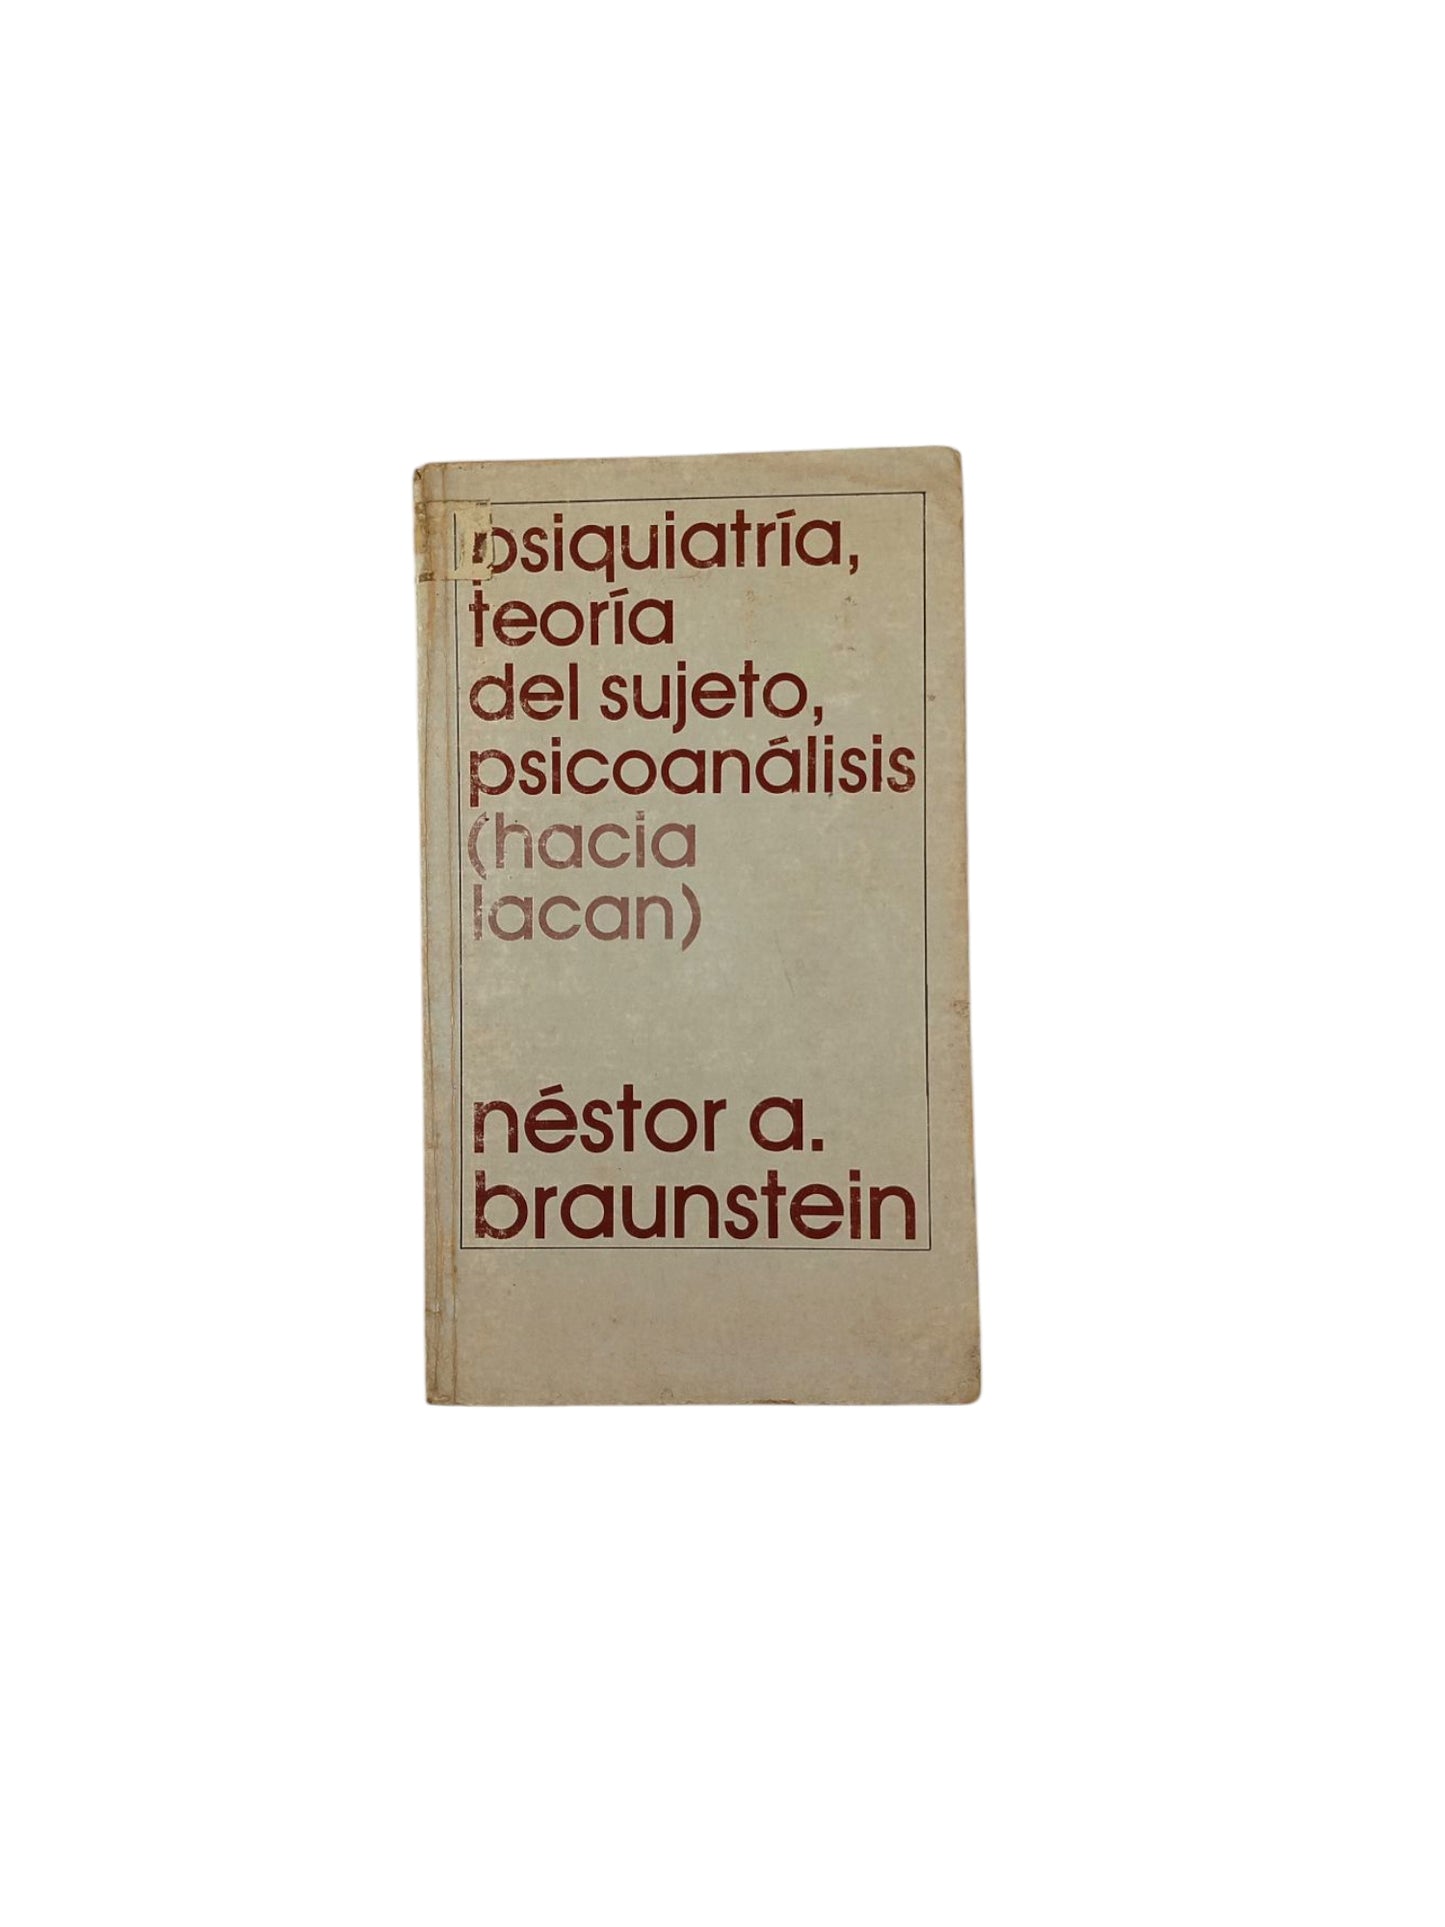 psiquiatría,
teoría
del sujeto,
psicoanálisis
(hacia
lacan)
néstor a.
braunstein